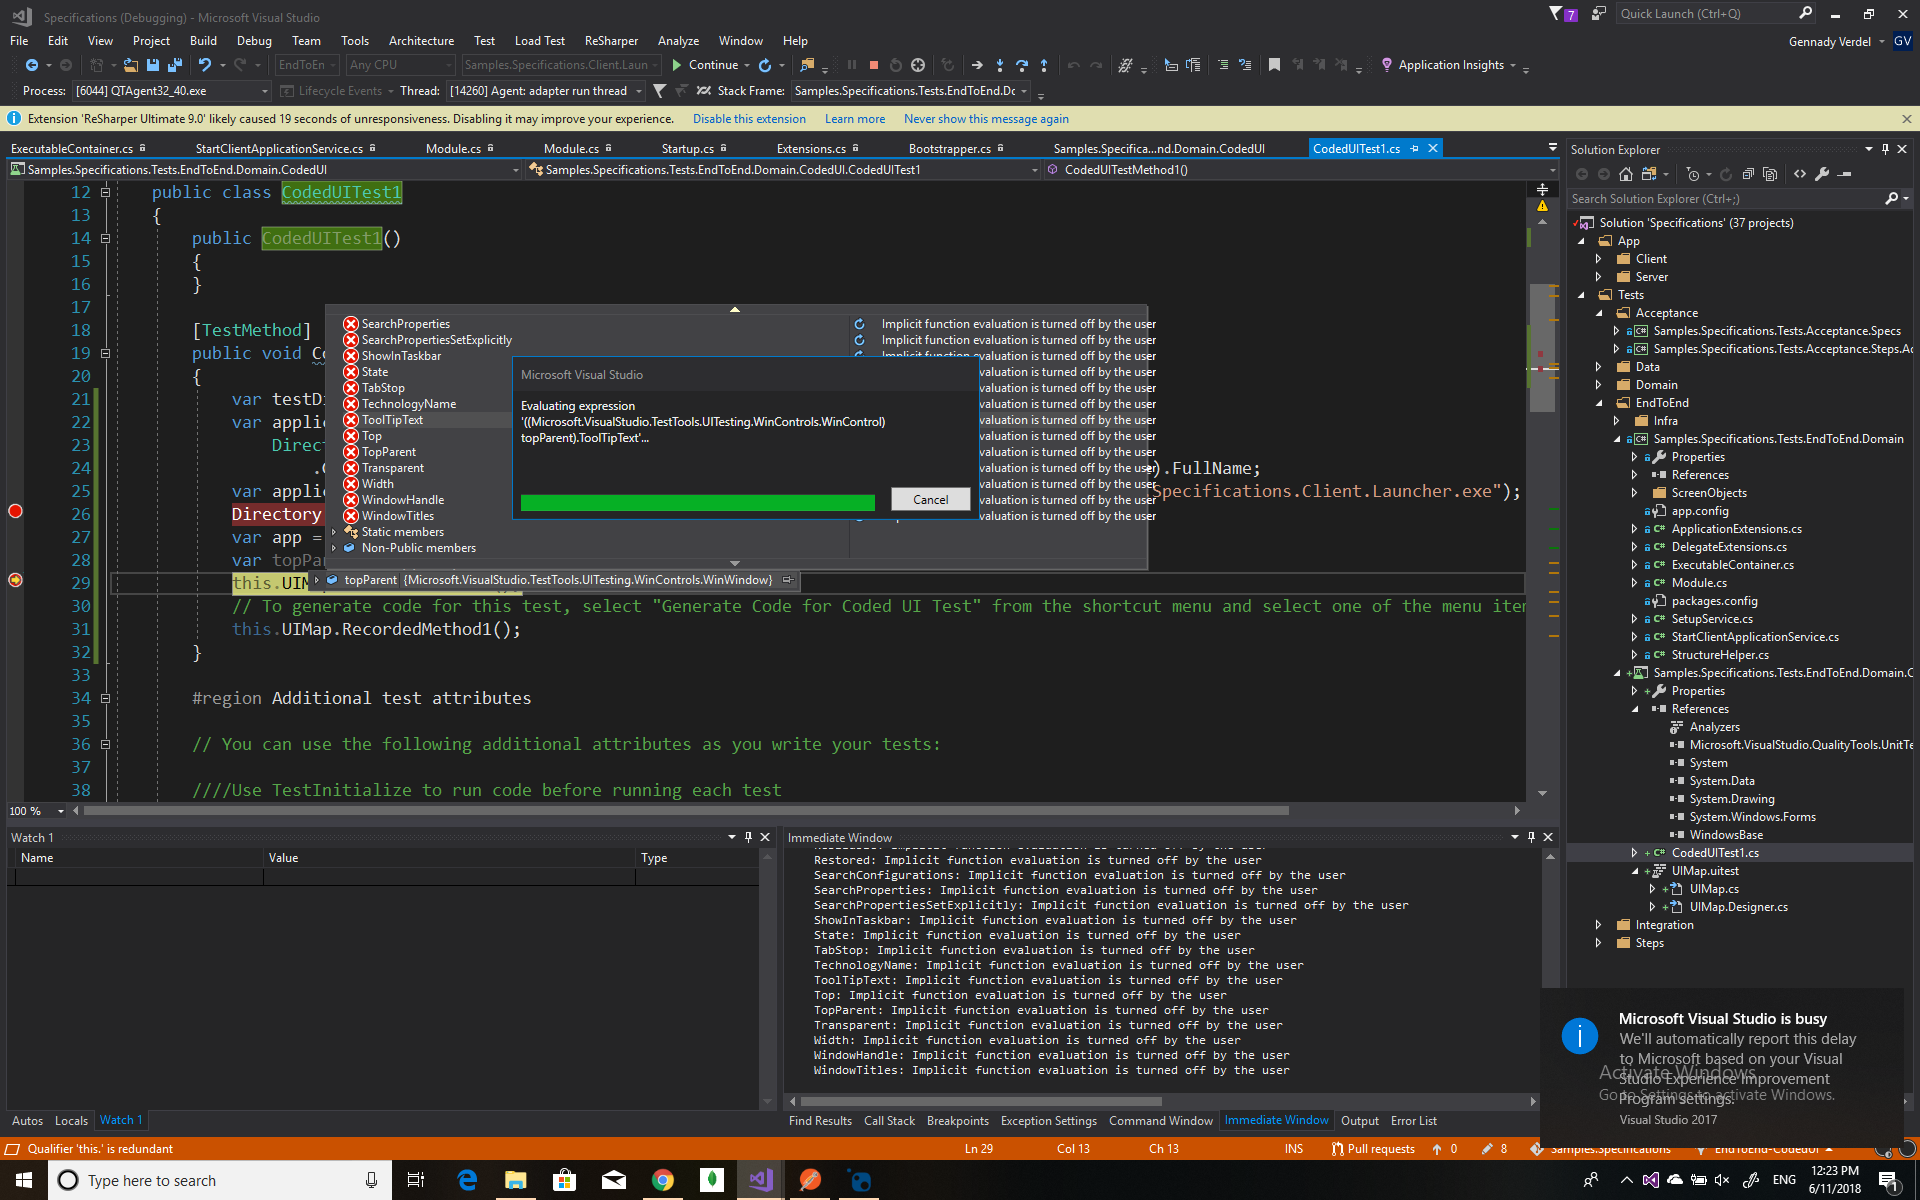 Specifications (Debugging) - Microsoft Visual Studio
7
Quick Launch (Ctrl+Q)
File Edit View Project Build Debug Team Tools Architecture Test Load Test ReSharper Analyze Window Help
Gennady Verdel GV
EndToEn Any CPU Samples.Specifications.Client.Laun Continue Application Insights
Process: [6044] QTAgent32_40.exe Lifecycle Events Thread: [14260] Agent: adapter run thread Stack Frame: Samples.Specifications.Tests.EndToEnd.Dc
Extension 'ReSharper Ultimate 9.0' likely caused 19 seconds of unresponsiveness. Disabling it may improve your experience. Disable this extension Learn more Never show this message again
ExecutableContainer.cs StartClientApplicationService.cs Module.cs Module.cs Startup.cs Extensions.cs Bootstrapper.cs Samples.Specifica...nd.Domain.CodedUI CodedUITest1.cs
Samples.Specifications.Tests.EndToEnd.Domain.CodedUI Samples.Specifications.Tests.EndToEnd.Domain.CodedUI.CodedUITest1 CodedUITestMethod1()
12 public class CodedUITest1
13 {
14 public CodedUITest1()
15 {
16 }
17
18 [TestMethod]
19 public void Co
20 {
21 var testDi
22 var applic
23 Direct
24 ).FullName;
25 var applic Specifications.Client.Launcher.exe");
26 Directory
27 var app =
28 var topPar
29 this.UIM
30 // To generate code for this test, select "Generate Code for Coded UI Test" from the shortcut menu and select one of the menu iten
31 this.UIMap.RecordedMethod1();
32 }
33
34 #region Additional test attributes
35
36 // You can use the following additional attributes as you write your tests:
37
38 ////Use TestInitialize to run code before running each test
SearchProperties Implicit function evaluation is turned off by the user
SearchPropertiesSetExplicitly Implicit function evaluation is turned off by the user
ShowInTaskbar Implicit function evaluation is turned off by the user
State valuation is turned off by the user
TabStop valuation is turned off by the user
TechnologyName valuation is turned off by the user
ToolTipText valuation is turned off by the user
Top valuation is turned off by the user
TopParent valuation is turned off by the user
Transparent valuation is turned off by the user
Width valuation is turned off by the user
WindowHandle valuation is turned off by the user
WindowTitles valuation is turned off by the user
Static members
Non-Public members
topParent {Microsoft.VisualStudio.TestTools.UITesting.WinControls.WinWindow}
Microsoft Visual Studio
Evaluating expression
'((Microsoft.VisualStudio.TestTools.UITesting.WinControls.WinControl)
topParent).ToolTipText'...
Cancel
100 %
Solution Explorer
Search Solution Explorer (Ctrl+;)
Solution 'Specifications' (37 projects)
App
Client
Server
Tests
Acceptance
Samples.Specifications.Tests.Acceptance.Specs
Samples.Specifications.Tests.Acceptance.Steps.Ac
Data
Domain
EndToEnd
Infra
Samples.Specifications.Tests.EndToEnd.Domain
Properties
References
ScreenObjects
app.config
ApplicationExtensions.cs
DelegateExtensions.cs
ExecutableContainer.cs
Module.cs
packages.config
SetupService.cs
StartClientApplicationService.cs
StructureHelper.cs
Samples.Specifications.Tests.EndToEnd.Domain.C
Properties
References
Analyzers
Microsoft.VisualStudio.QualityTools.UnitTe
System
System.Data
System.Drawing
System.Windows.Forms
WindowsBase
CodedUITest1.cs
UIMap.uitest
UIMap.cs
UIMap.Designer.cs
Integration
Steps
Watch 1
Name Value Type
Autos Locals Watch 1
Immediate Window
Restored: Implicit function evaluation is turned off by the user
SearchConfigurations: Implicit function evaluation is turned off by the user
SearchProperties: Implicit function evaluation is turned off by the user
SearchPropertiesSetExplicitly: Implicit function evaluation is turned off by the user
ShowInTaskbar: Implicit function evaluation is turned off by the user
State: Implicit function evaluation is turned off by the user
TabStop: Implicit function evaluation is turned off by the user
TechnologyName: Implicit function evaluation is turned off by the user
ToolTipText: Implicit function evaluation is turned off by the user
Top: Implicit function evaluation is turned off by the user
TopParent: Implicit function evaluation is turned off by the user
Transparent: Implicit function evaluation is turned off by the user
Width: Implicit function evaluation is turned off by the user
WindowHandle: Implicit function evaluation is turned off by the user
WindowTitles: Implicit function evaluation is turned off by the user
Find Results Call Stack Breakpoints Exception Settings Command Window Immediate Window Output Error List
Microsoft Visual Studio is busy
We'll automatically report this delay
to Microsoft based on your Visual
Studio Experience Improvement
Program settings.
Visual Studio 2017
Activate Windows
Go to Settings to activate Windows.
Qualifier 'this.' is redundant Ln 29 Col 13 Ch 13 INS Pull requests 0 8 Samples.Specifications EndToEnd-CodedUI
Type here to search
ENG
12:23 PM
6/11/2018
1